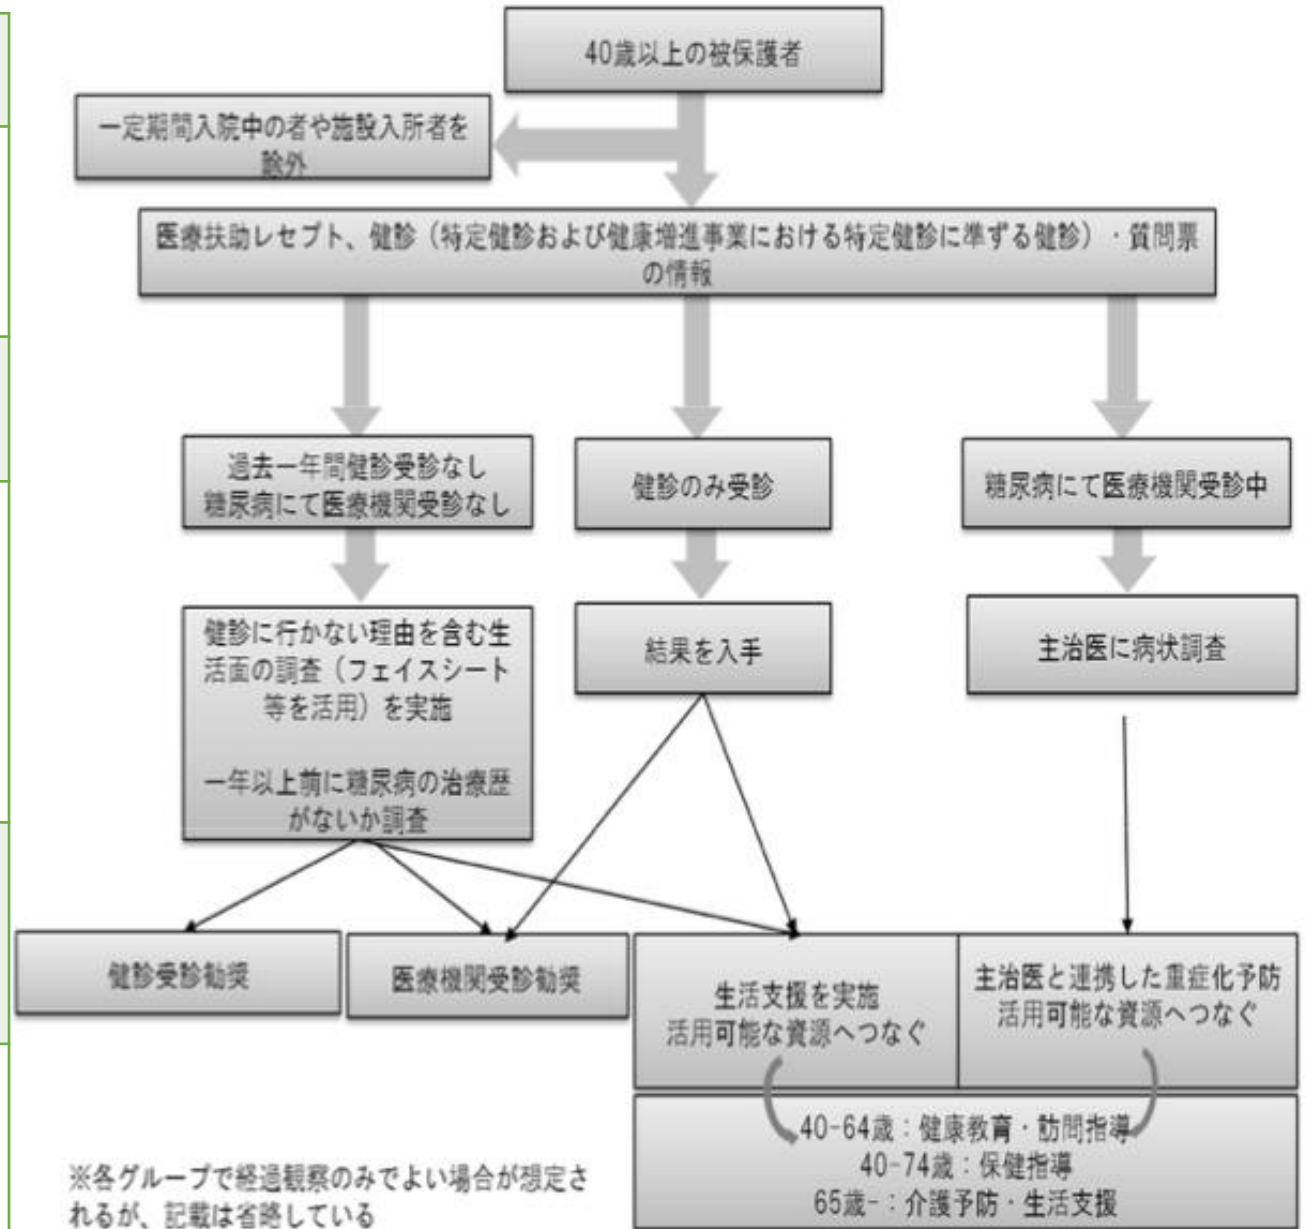 40歳以上の被保護者
一定期間入院中の者や施設入所者を
除外
医療扶助レセプト、健診（特定健診および健康増進事業における特定健診に準ずる健診）・質問票
の情報
過去一年間健診受診なし
糖尿病にて医療機関受診なし
健診のみ受診
糖尿病にて医療機関受診中
健診に行かない理由を含む生
活面の調査（フェイスシート
等を活用）を実施
一年以上前に糖尿病の治療歴
がないか調査
結果を入手
主治医に病状調査
健診受診勧奨
医療機関受診勧奨
生活支援を実施
活用可能な資源へつなぐ
主治医と連携した重症化予防
活用可能な資源へつなぐ
40-64歳：健康教育・訪問指導
40-74歳：保健指導
65歳-：介護予防・生活支援
※各グループで経過観察のみでよい場合が想定さ
れるが、記載は省略している